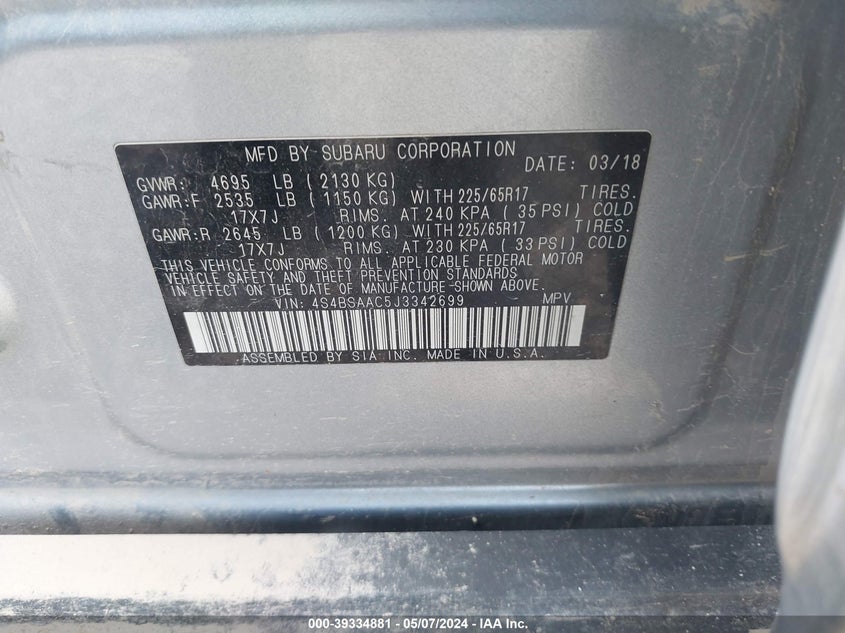 MFD BY SUBARU CORPORATION DATE: 03/18
GVWR: 4695 LB (2130 KG)
GAWR:F 2535 LB (1150 KG) WITH 225/65R17 TIRES.
17X7J RIMS. AT 240 KPA (35 PSI) COLD
GAWR:R 2645 LB (1200 KG) WITH 225/65R17 TIRES.
17X7J RIMS. AT 230 KPA (33 PSI) COLD
THIS VEHICLE CONFORMS TO ALL APPLICABLE FEDERAL MOTOR
VEHICLE SAFETY AND THEFT PREVENTION STANDARDS
IN EFFECT ON THE DATE OF MANUFACTURE-SHOWN ABOVE.
VIN: 4S4BSAAC5J3342699 MPV
ASSEMBLED BY SIA INC. MADE IN U.S.A.
000-39334881 - 05/07/2024 - IAA Inc.